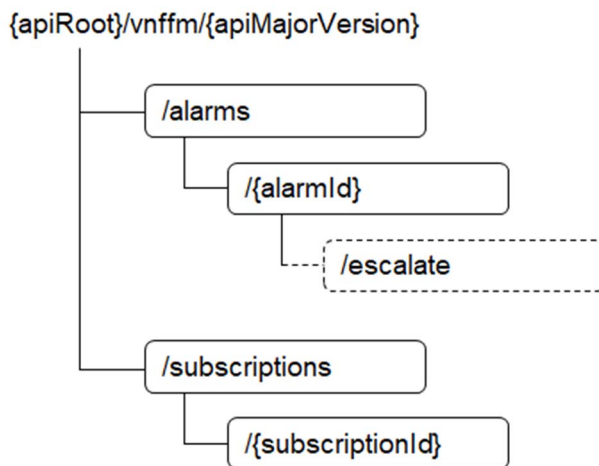 {apiRoot}/vnffm/{apiMajorVersion}
/alarms
/{alarmId}
/escalate
/subscriptions
/{subscriptionId}